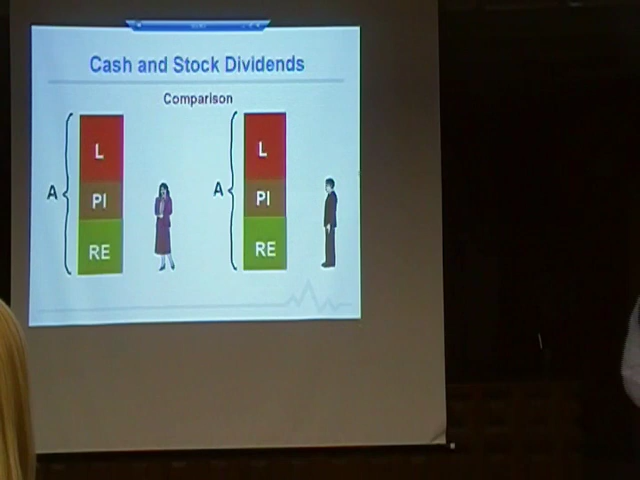 Cash and Stock Dividends
Comparison
L L
A PI A PI
RE RE